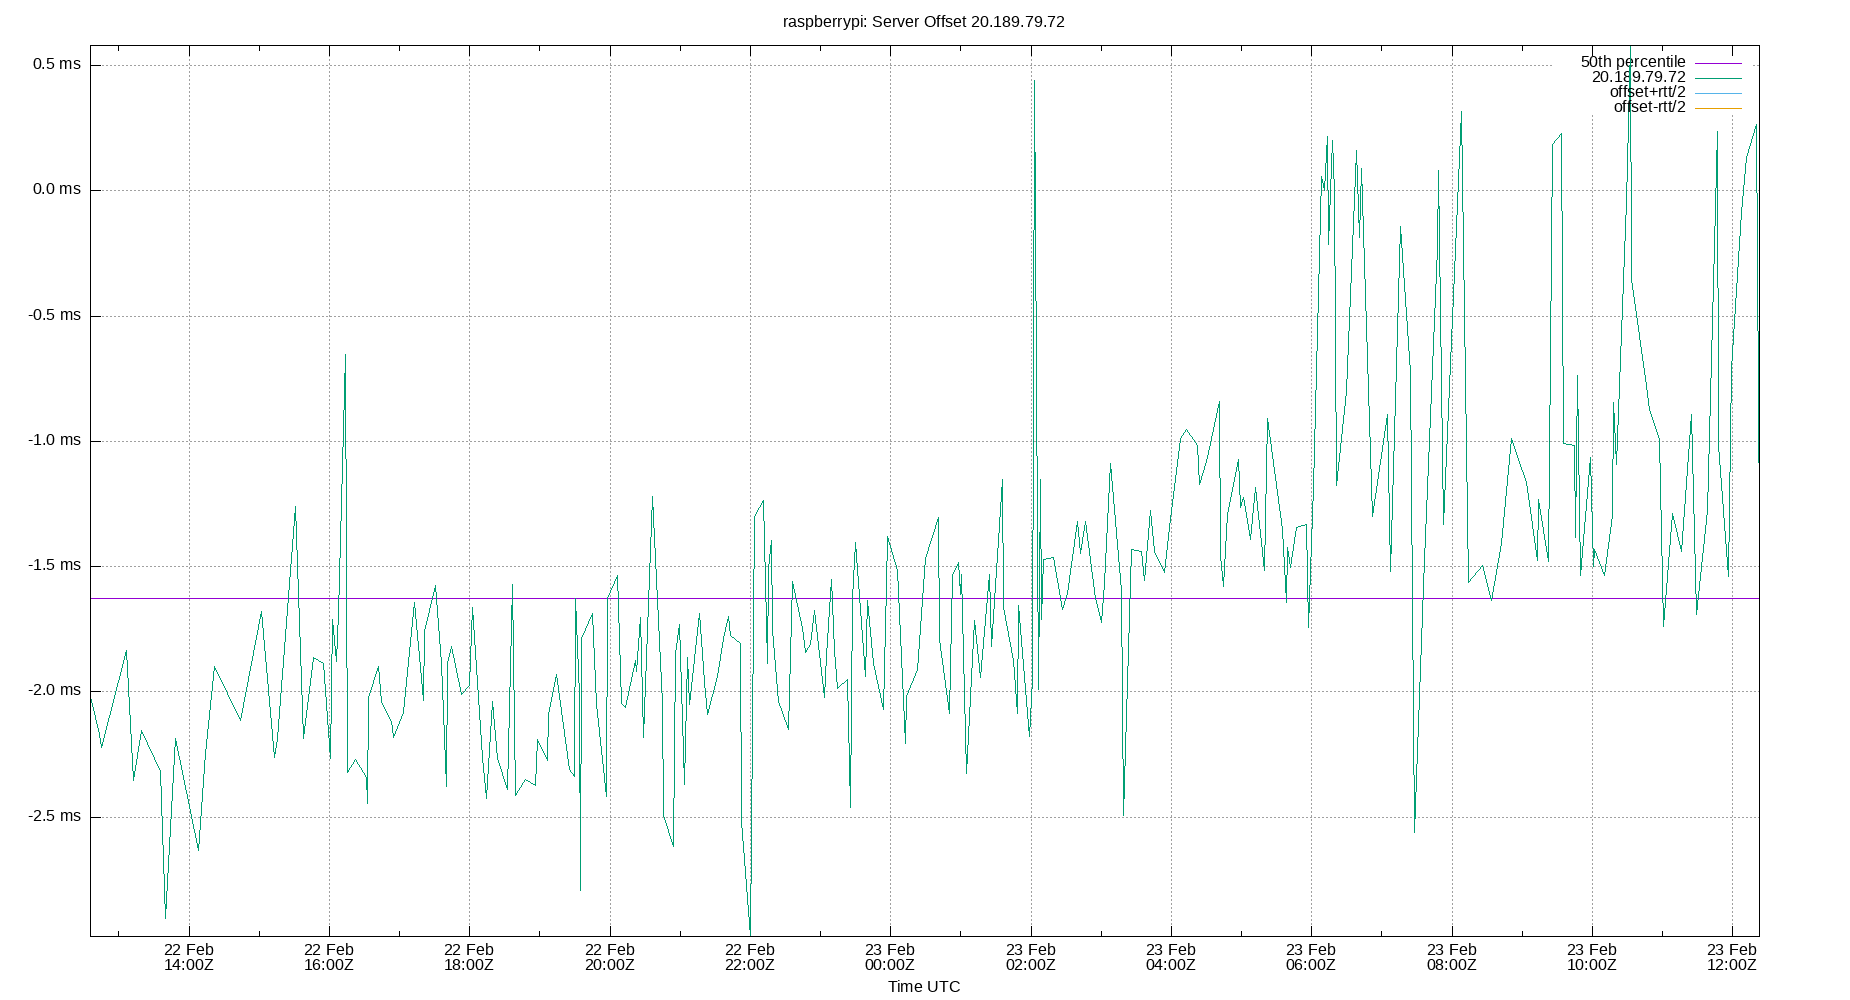 raspberrypi: Server Offset 20.189.79.72
0.5 ms
0.0 ms
-0.5 ms
-1.0 ms
-1.5 ms
-2.0 ms
-2.5 ms
50th percentile
20.189.79.72
offset+rtt/2
offset-rtt/2
22 Feb 22 Feb 22 Feb 22 Feb 22 Feb 23 Feb 23 Feb 23 Feb 23 Feb 23 Feb 23 Feb 23 Feb
14:00Z 16:00Z 18:00Z 20:00Z 22:00Z 00:00Z 02:00Z 04:00Z 06:00Z 08:00Z 10:00Z 12:00Z
Time UTC